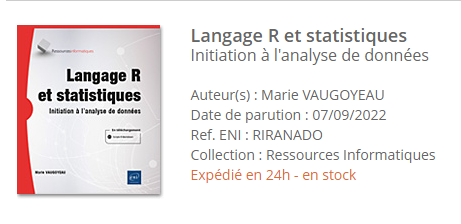 Langage R et statistiques
Initiation à l'analyse de données
Auteur(s) : Marie VAUGOYEAU
Date de parution : 07/09/2022
Ref. ENI : RIRANADO
Collection : Ressources Informatiques
Expédié en 24h - en stock
Ressources Informatiques
Langage R
et statistiques
Initiation à l'analyse de données
En téléchargement
Marie VAUGOYEAU